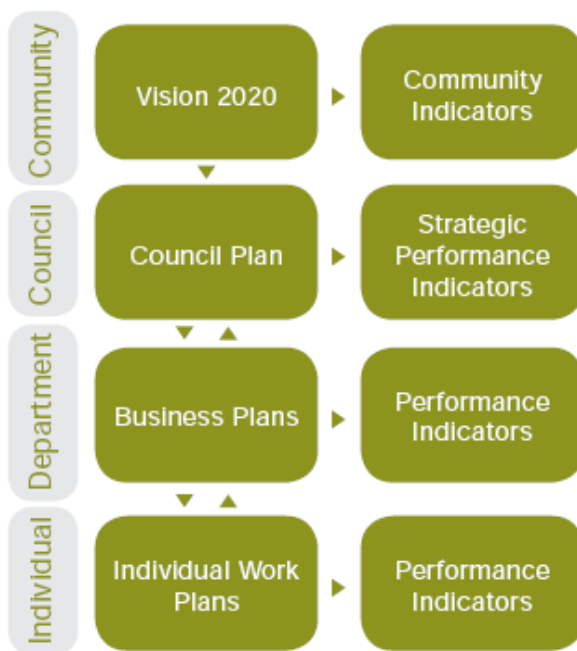 Community
Vision 2020
Community
Indicators
Council
Council Plan
Strategic
Performance
Indicators
Department
Business Plans
Performance
Indicators
Individual
Individual Work
Plans
Performance
Indicators